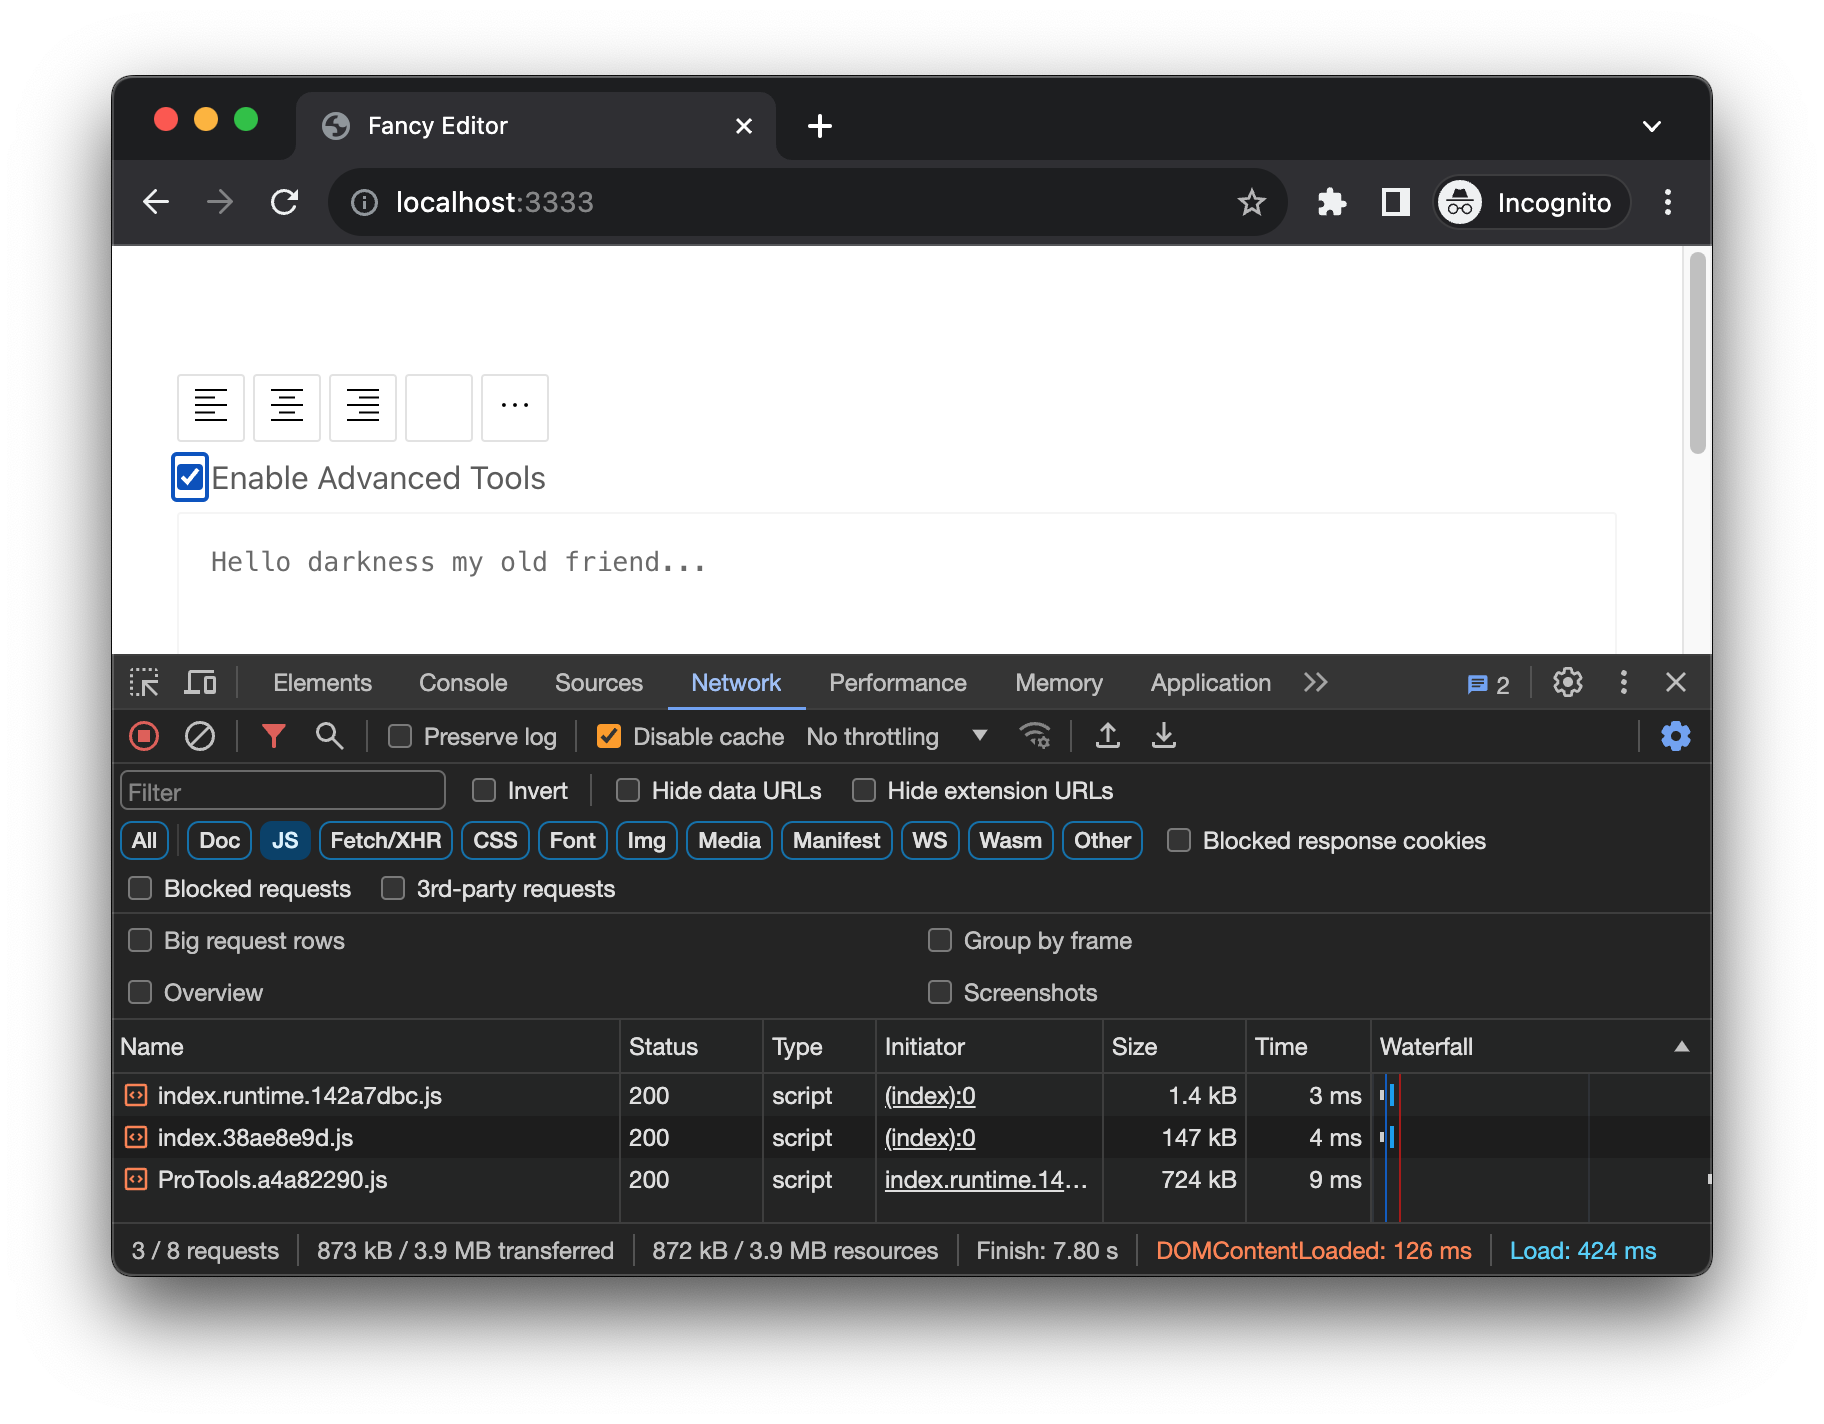 Fancy Editor
localhost:3333
Incognito
...
Enable Advanced Tools
Hello darkness my old friend...
Elements Console Sources Network Performance Memory Application 2
Preserve log Disable cache No throttling
Filter Invert Hide data URLs Hide extension URLs
All Doc JS Fetch/XHR CSS Font Img Media Manifest WS Wasm Other Blocked response cookies
Blocked requests 3rd-party requests
Big request rows Group by frame
Overview Screenshots
Name Status Type Initiator Size Time Waterfall
index.runtime.142a7dbc.js 200 script (index):0 1.4 kB 3 ms
index.38ae8e9d.js 200 script (index):0 147 kB 4 ms
ProTools.a4a82290.js 200 script index.runtime.14... 724 kB 9 ms
3 / 8 requests 873 kB / 3.9 MB transferred 872 kB / 3.9 MB resources Finish: 7.80 s DOMContentLoaded: 126 ms Load: 424 ms